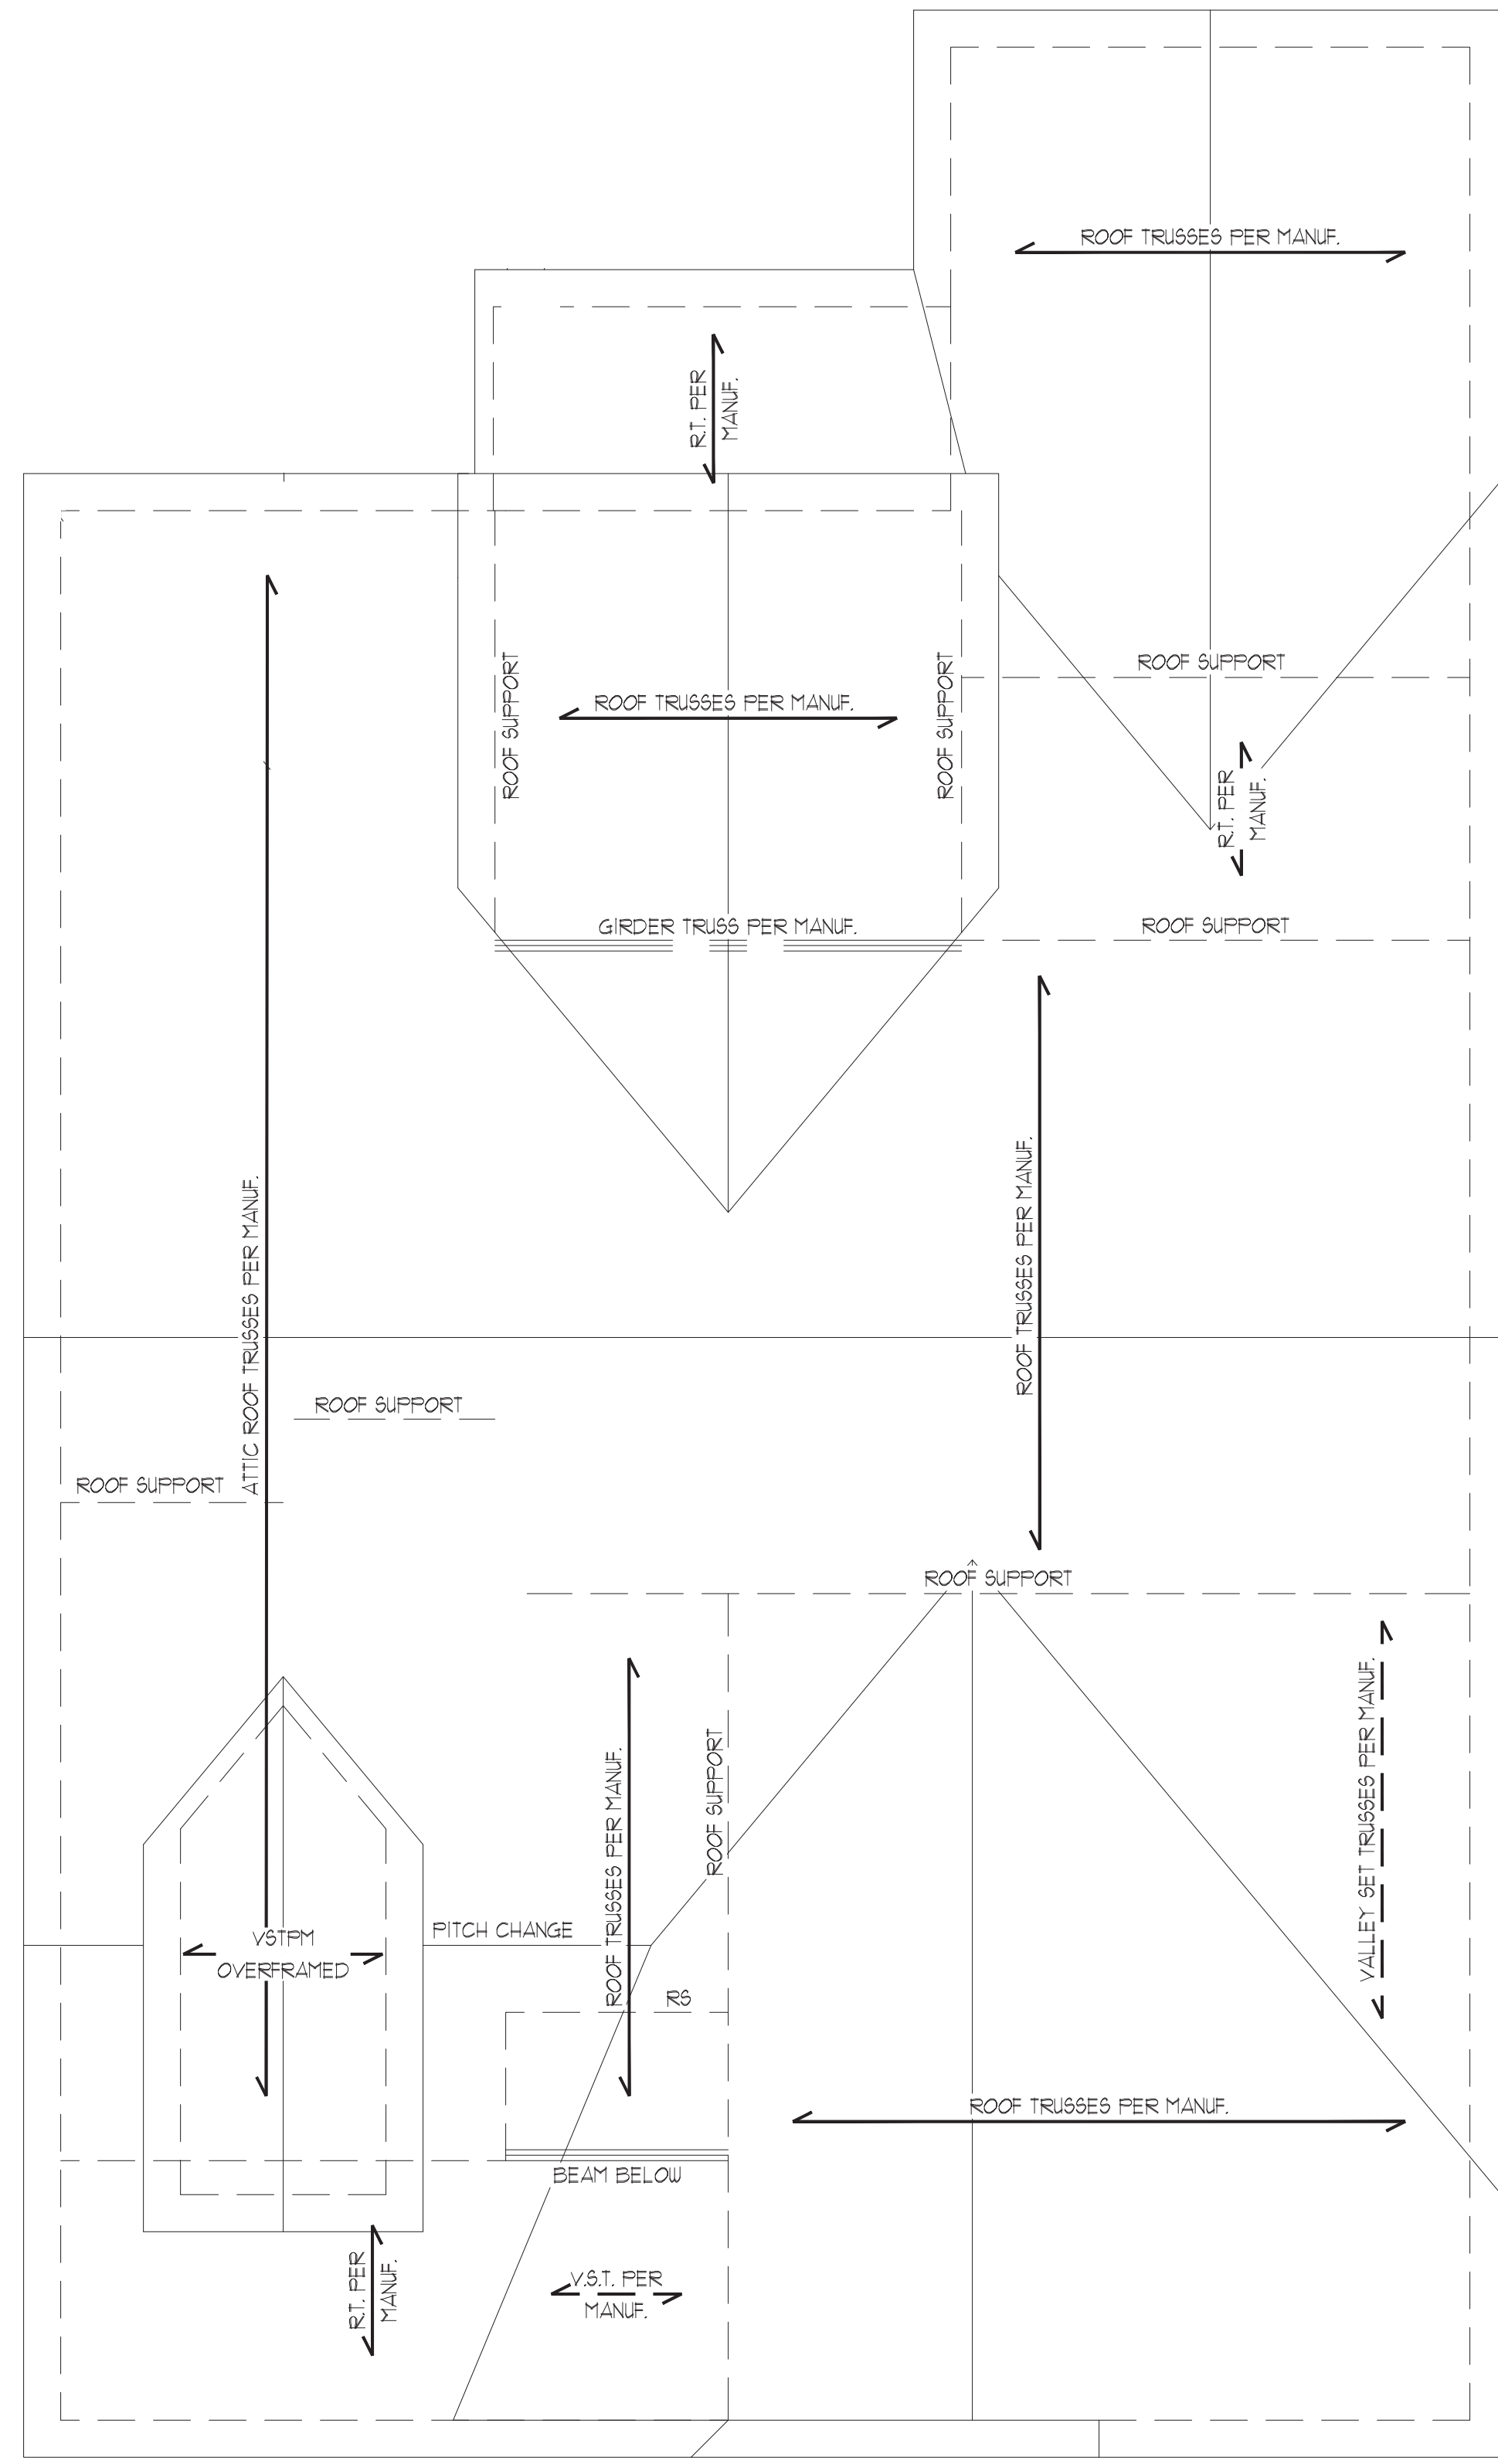 ROOF TRUSSES PER MANUF.
R.T. PER
MANUF.
ROOF SUPPORT
ROOF SUPPORT
ROOF SUPPORT
ROOF TRUSSES PER MANUF.
R.T. PER
MANUF.
GIRDER TRUSS PER MANUF.
ROOF SUPPORT
ATTIC ROOF TRUSSES PER MANUF.
ROOF TRUSSES PER MANUF.
ROOF SUPPORT
ROOF SUPPORT
ROOF SUPPORT
ROOF TRUSSES PER MANUF.
ROOF SUPPORT
VALLEY SET TRUSSES PER MANUF.
VSTPM
OVERFRAMED
PITCH CHANGE
RS
ROOF TRUSSES PER MANUF.
BEAM BELOW
R.T. PER
MANUF.
V.S.T. PER
MANUF.